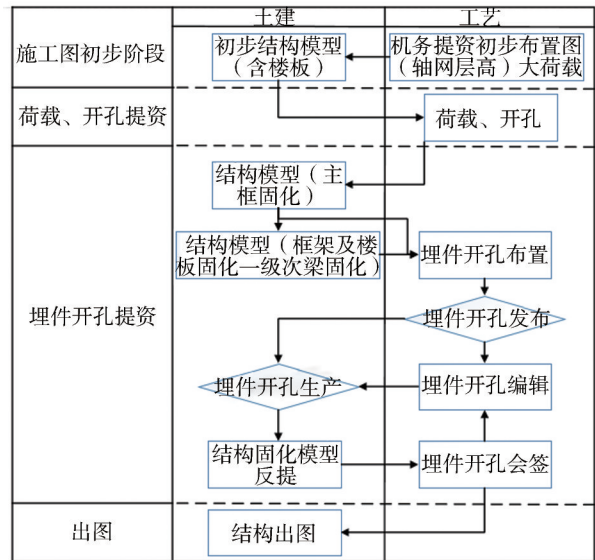 土建
工艺
施工图初步阶段
初步结构模型
（含楼板）
机务提资初步布置图
（轴网层高）大荷载
荷载、开孔提资
荷载、开孔
结构模型（主
框固化）
结构模型（框架及楼
板固化一级次梁固化）
埋件开孔布置
埋件开孔提资
埋件开孔发布
埋件开孔生产
埋件开孔编辑
结构固化模型
反提
埋件开孔会签
出图
结构出图